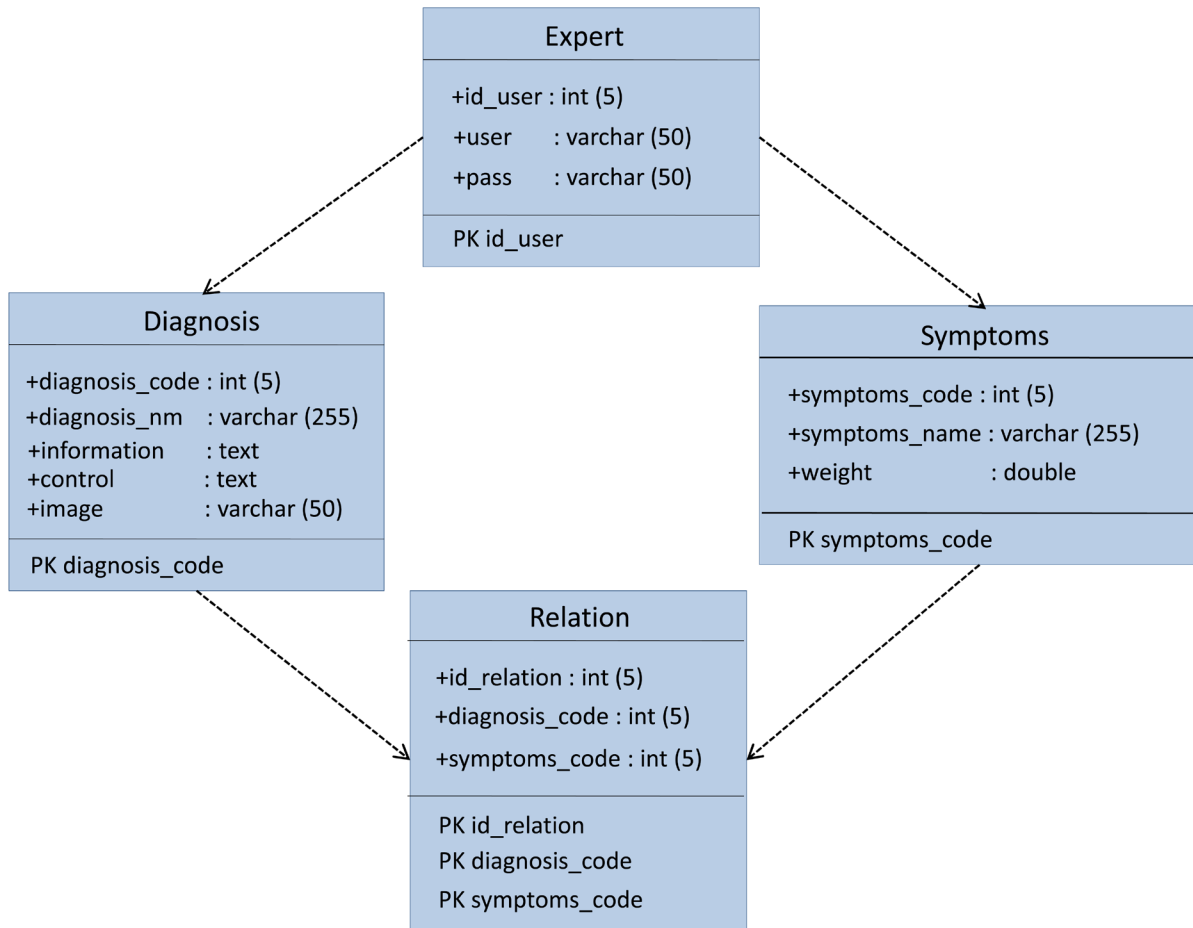 Expert
+id_user : int (5)
+user : varchar (50)
+pass : varchar (50)
PK id_user
Diagnosis
+diagnosis_code : int (5)
+diagnosis_nm : varchar (255)
+information : text
+control : text
+image : varchar (50)
PK diagnosis_code
Symptoms
+symptoms_code : int (5)
+symptoms_name : varchar (255)
+weight : double
PK symptoms_code
Relation
+id_relation : int (5)
+diagnosis_code : int (5)
+symptoms_code : int (5)
PK id_relation
PK diagnosis_code
PK symptoms_code